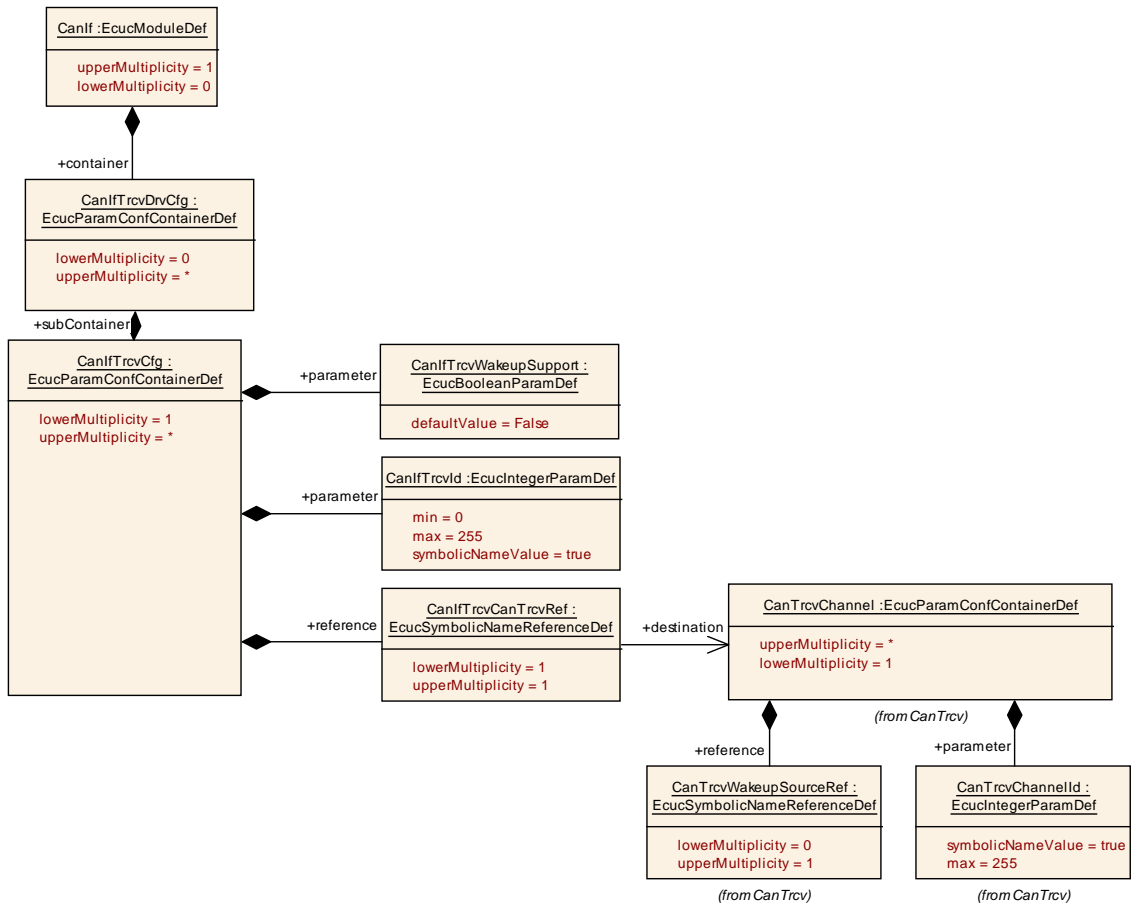 CanIf :EcucModuleDef
upperMultiplicity = 1
lowerMultiplicity = 0
+container
CanIfTrcvDrvCfg :
EcucParamConfContainerDef
lowerMultiplicity = 0
upperMultiplicity = *
+subContainer
CanIfTrcvCfg :
EcucParamConfContainerDef
lowerMultiplicity = 1
upperMultiplicity = *
+parameter
CanIfTrcvWakeupSupport :
EcucBooleanParamDef
defaultValue = False
+parameter
CanIfTrcvId :EcucIntegerParamDef
min = 0
max = 255
symbolicNameValue = true
+reference
CanIfTrcvCanTrcvRef :
EcucSymbolicNameReferenceDef
lowerMultiplicity = 1
upperMultiplicity = 1
+destination
CanTrcvChannel :EcucParamConfContainerDef
upperMultiplicity = *
lowerMultiplicity = 1
(from CanTrcv)
+reference
CanTrcvWakeupSourceRef :
EcucSymbolicNameReferenceDef
lowerMultiplicity = 0
upperMultiplicity = 1
(from CanTrcv)
+parameter
CanTrcvChannelId :
EcucIntegerParamDef
symbolicNameValue = true
max = 255
(from CanTrcv)